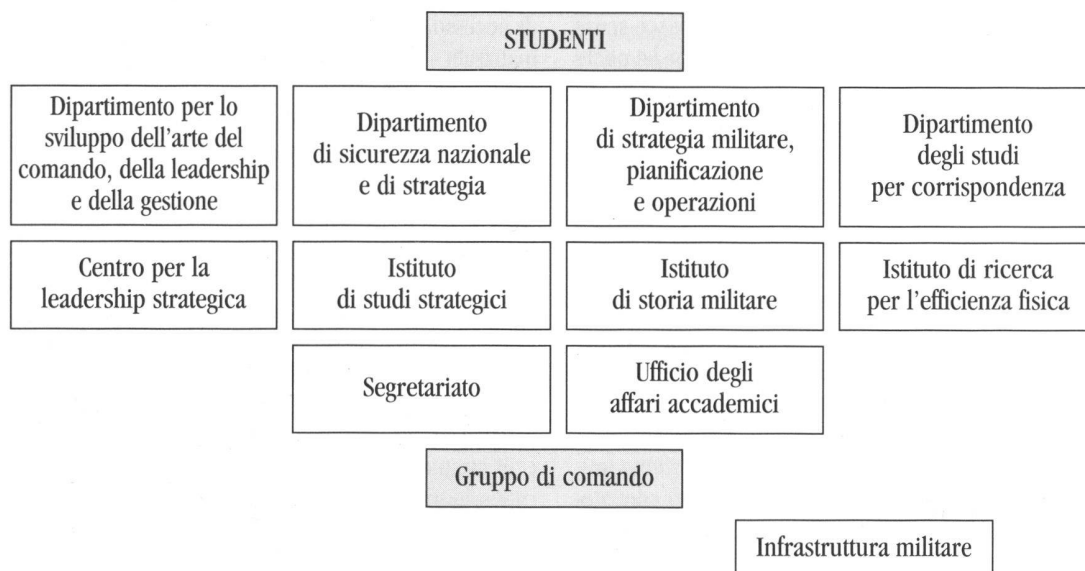 STUDENTI
Dipartimento per lo
sviluppo dell'arte del
comando, della leadership
e della gestione
Dipartimento
di sicurezza nazionale
e di strategia
Dipartimento
di strategia militare,
pianificazione
e operazioni
Dipartimento
degli studi
per corrispondenza
Centro per la
leadership strategica
Istituto
di studi strategici
Istituto
di storia militare
Istituto di ricerca
per l'efficienza fisica
Segretariato
Ufficio degli
affari accademici
Gruppo di comando
Infrastruttura militare